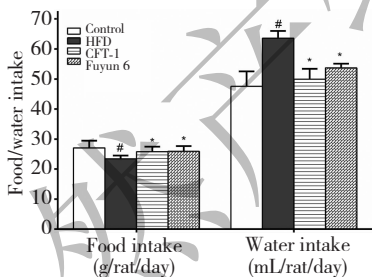 Food/water intake
70
60
50
40
30
20
10
0
Control
HFD
CFT-1
Fuyun 6
#
*
*
#
*
*
Food intake
(g/rat/day)
Water intake
(mL/rat/day)